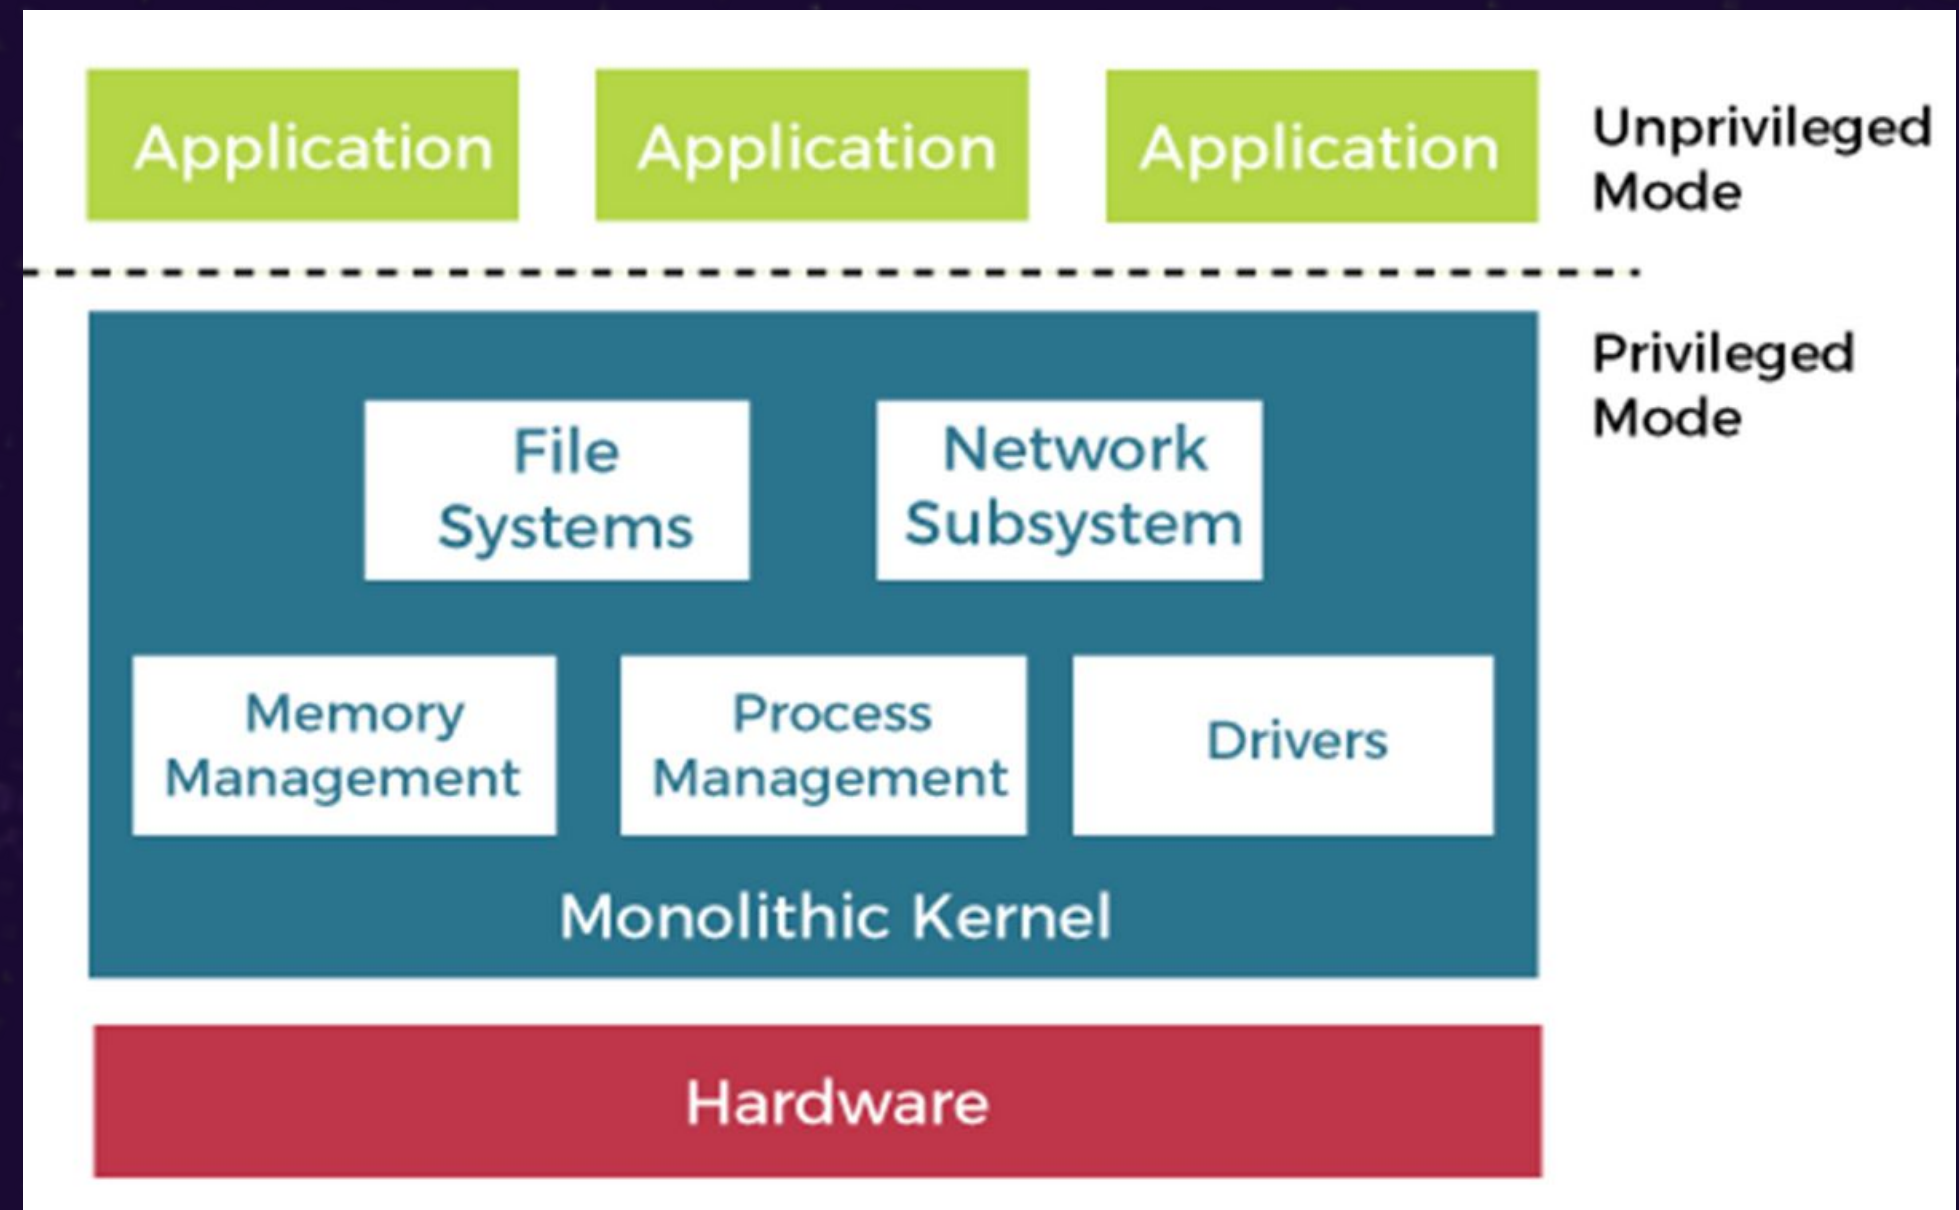 Application
Application
Application
Unprivileged
Mode
Privileged
Mode
File
Systems
Network
Subsystem
Memory
Management
Process
Management
Drivers
Monolithic Kernel
Hardware